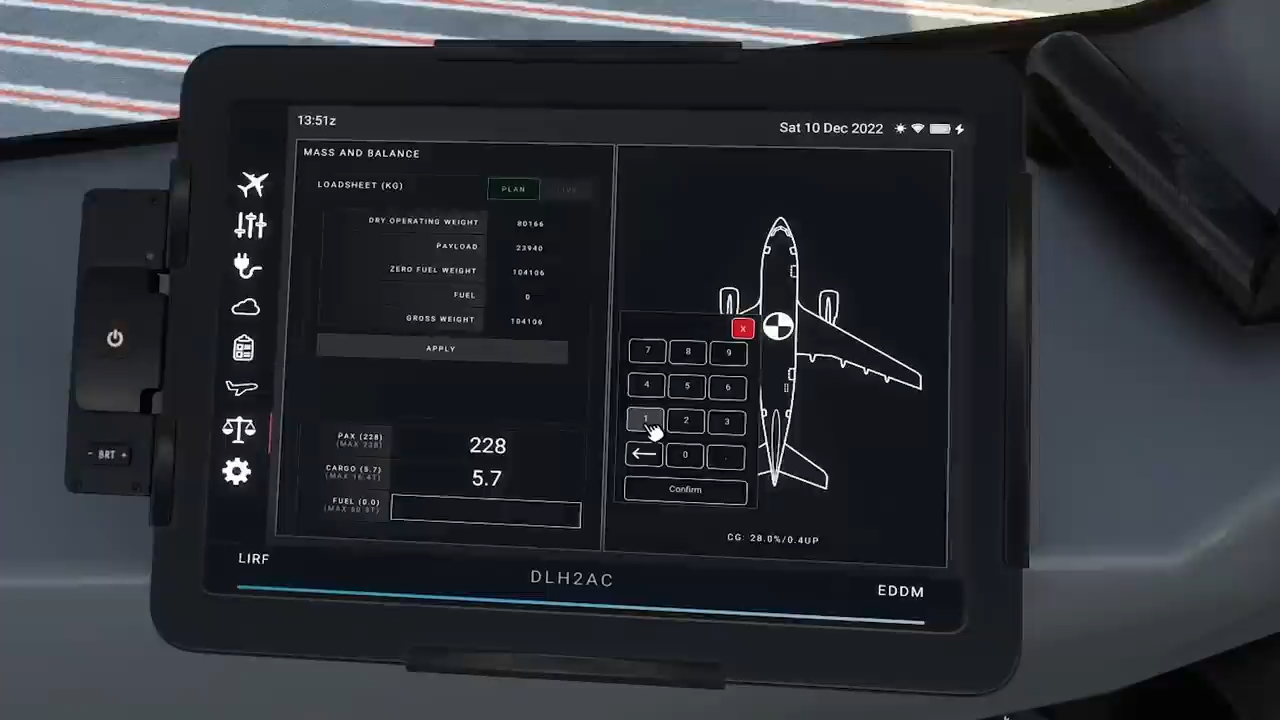 13:51z
Sat 10 Dec 2022
MASS AND BALANCE
LOADSHEET (KG)
PLAN
DRY OPERATING WEIGHT 80166
PAYLOAD 23940
ZERO FUEL WEIGHT 104106
FUEL 0
GROSS WEIGHT 104106
APPLY
PAX (228) 228
CARGO (5.7) 5.7
FUEL (0.0)
X
7 8 9
4 5 6
1 2 3
0 .
Confirm
CG: 28.0%/0.4UP
- BRT +
LIRF
DLH2AC
EDDM